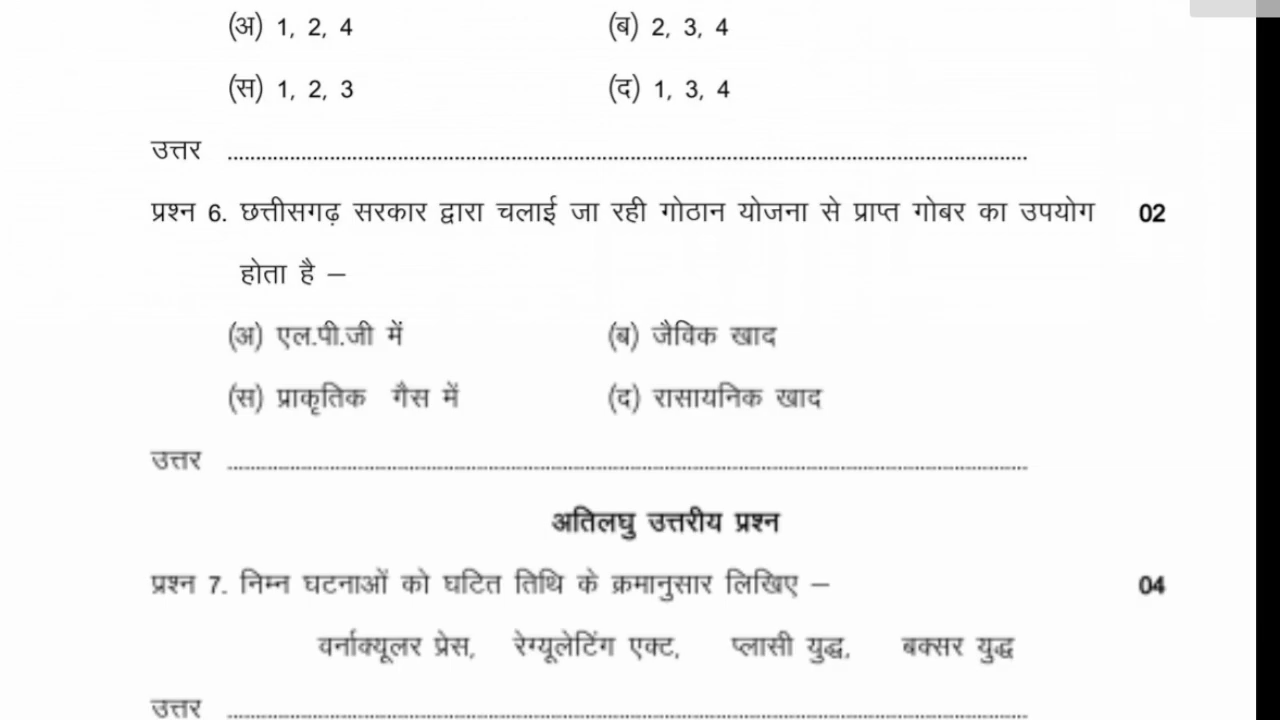 (अ) 1, 2, 4 (ब) 2, 3, 4
(स) 1, 2, 3 (द) 1, 3, 4
उत्तर ........................................................................
प्रश्न 6. छत्तीसगढ़ सरकार द्वारा चलाई जा रही गोठान योजना से प्राप्त गोबर का उपयोग 02
होता है –
(अ) एल.पी.जी में (ब) जैविक खाद
(स) प्राकृतिक गैस में (द) रासायनिक खाद
उत्तर ........................................................................
अतिलघु उत्तरीय प्रश्न
प्रश्न 7. निम्न घटनाओं को घटित तिथि के क्रमानुसार लिखिए – 04
वर्नाक्यूलर प्रेस, रेग्यूलेटिंग एक्ट, प्लासी युद्ध, बक्सर युद्ध
उत्तर ........................................................................